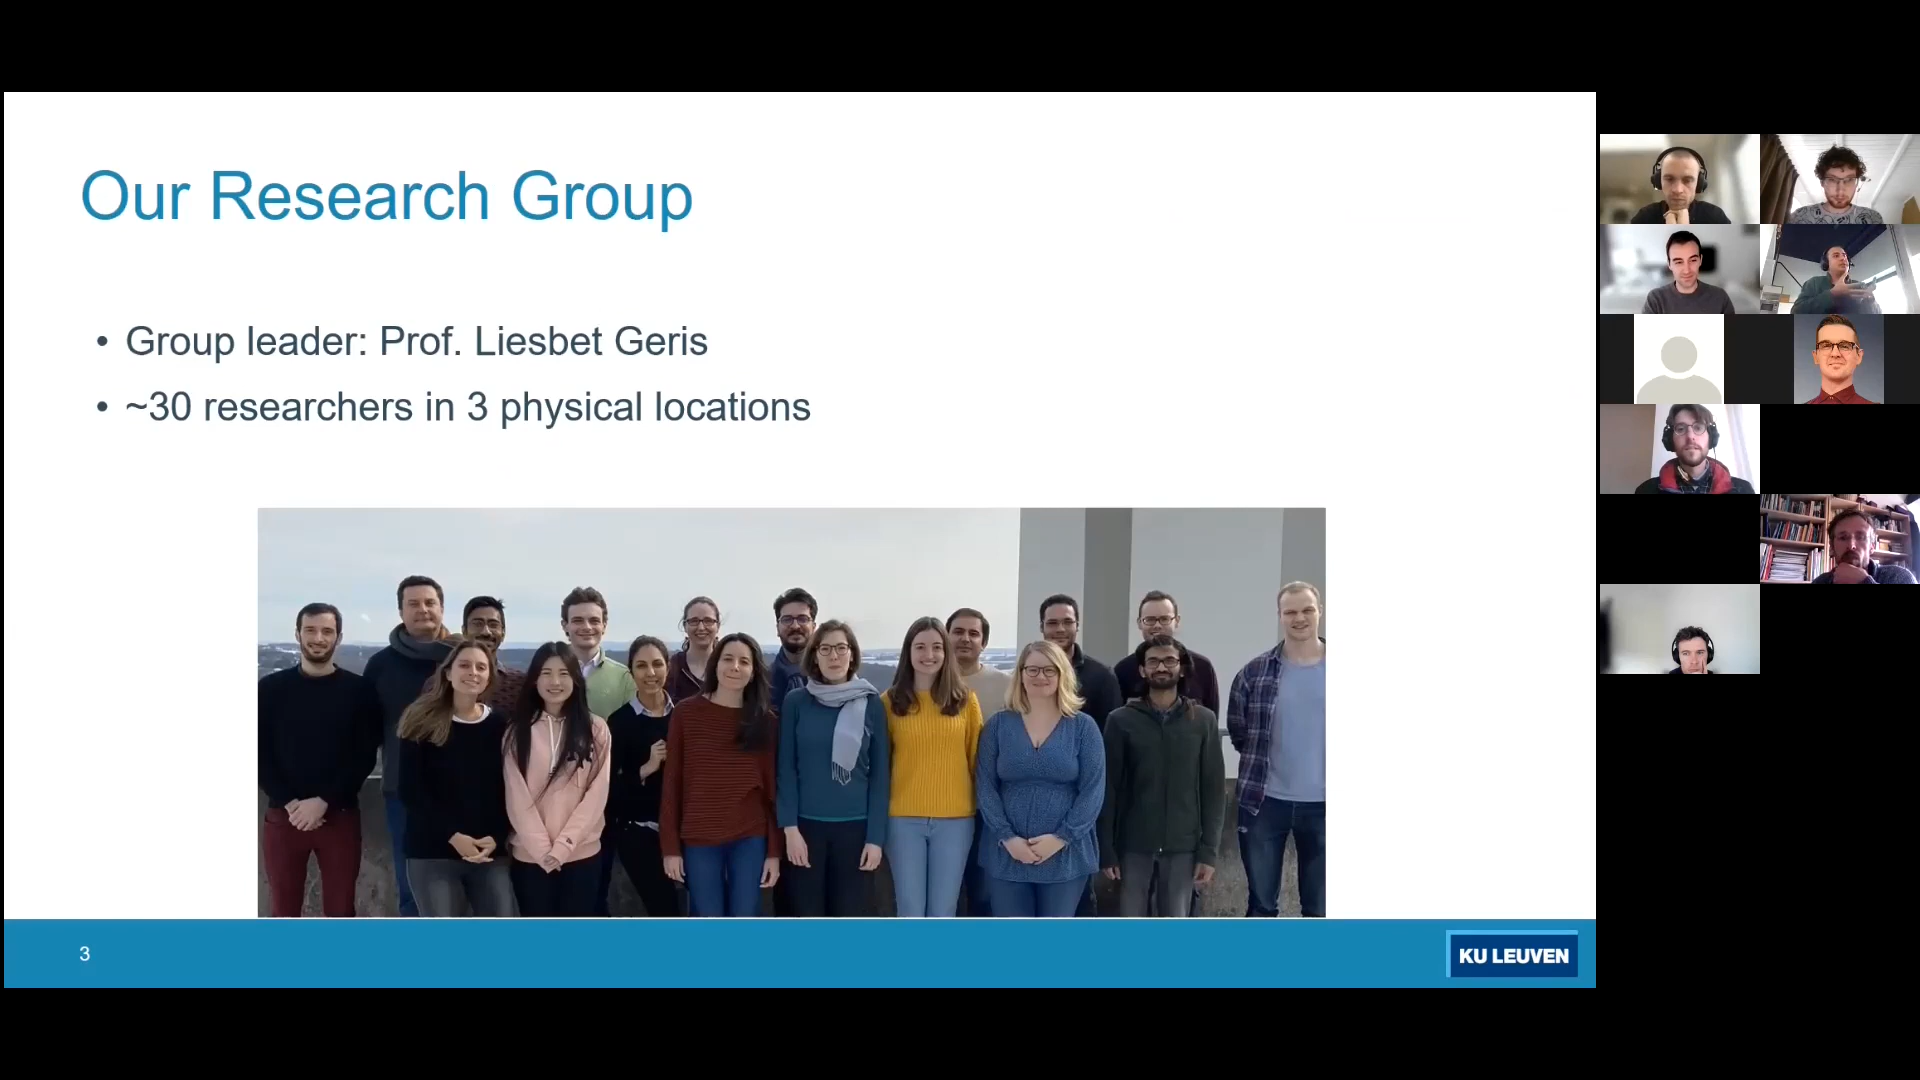 Our Research Group
• Group leader: Prof. Liesbet Geris
• ~30 researchers in 3 physical locations
3
KU LEUVEN